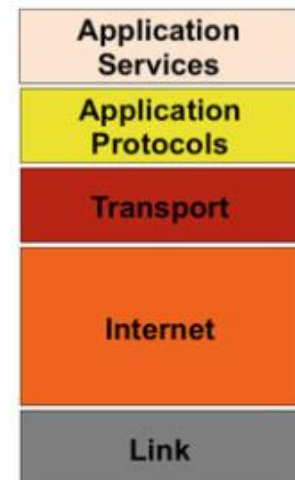 Application
Services
Application
Protocols
Transport
Internet
Link